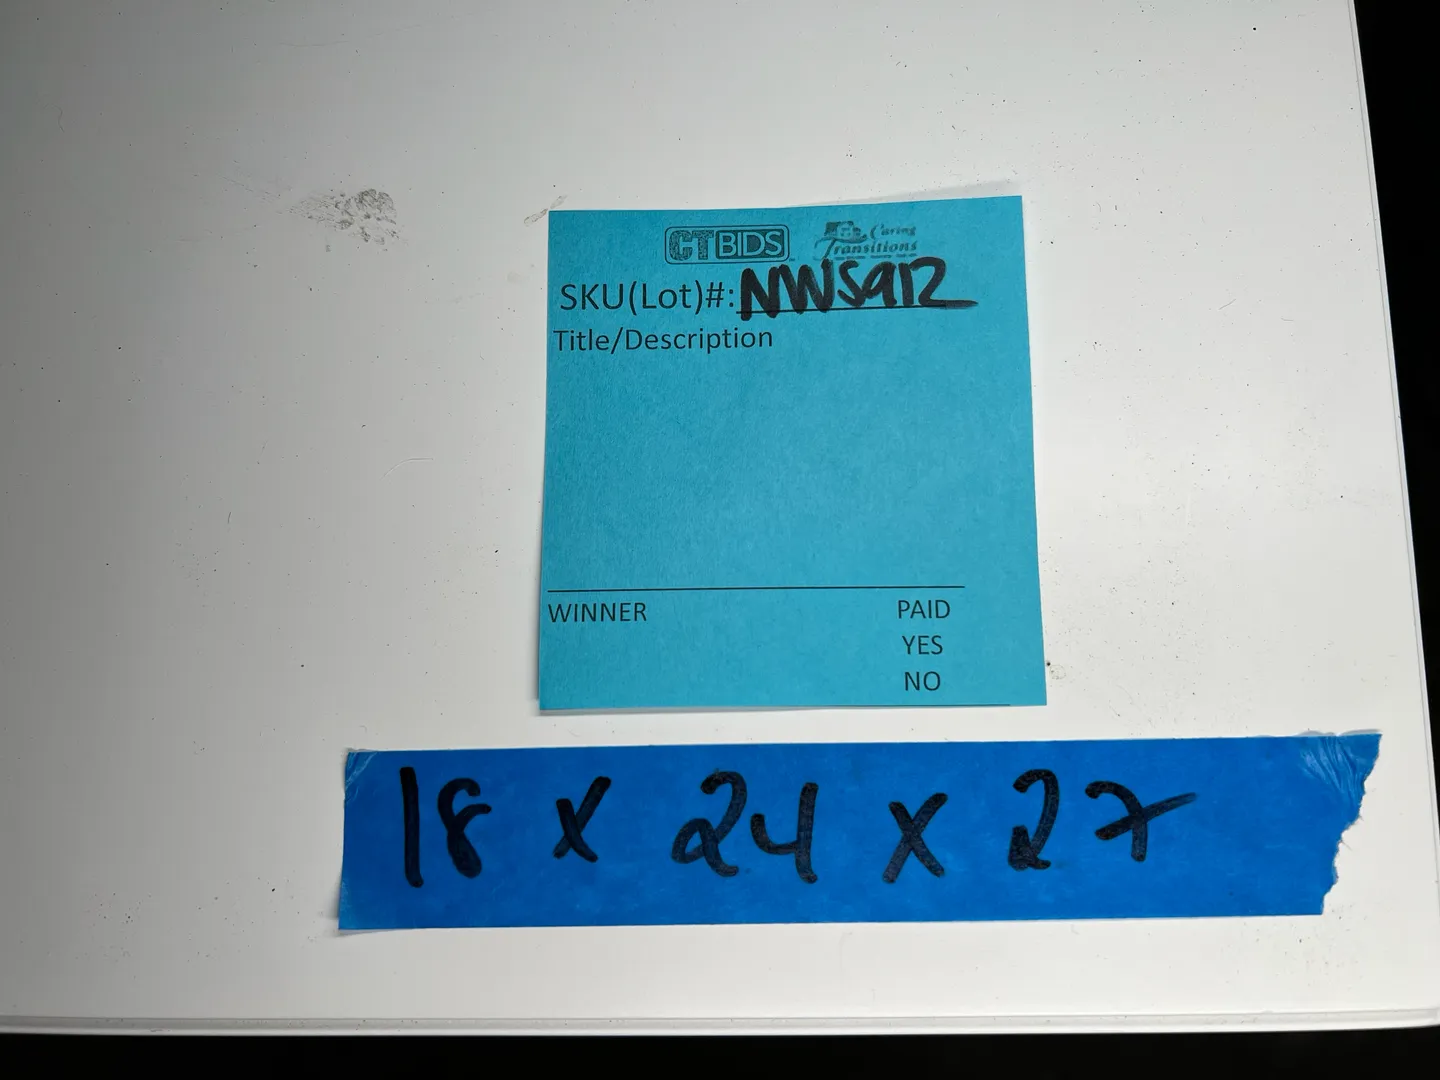 CTBIDS Caring Transitions
SKU(Lot)#: NWS912
Title/Description
WINNER PAID
YES
NO
18 x 24 x 27